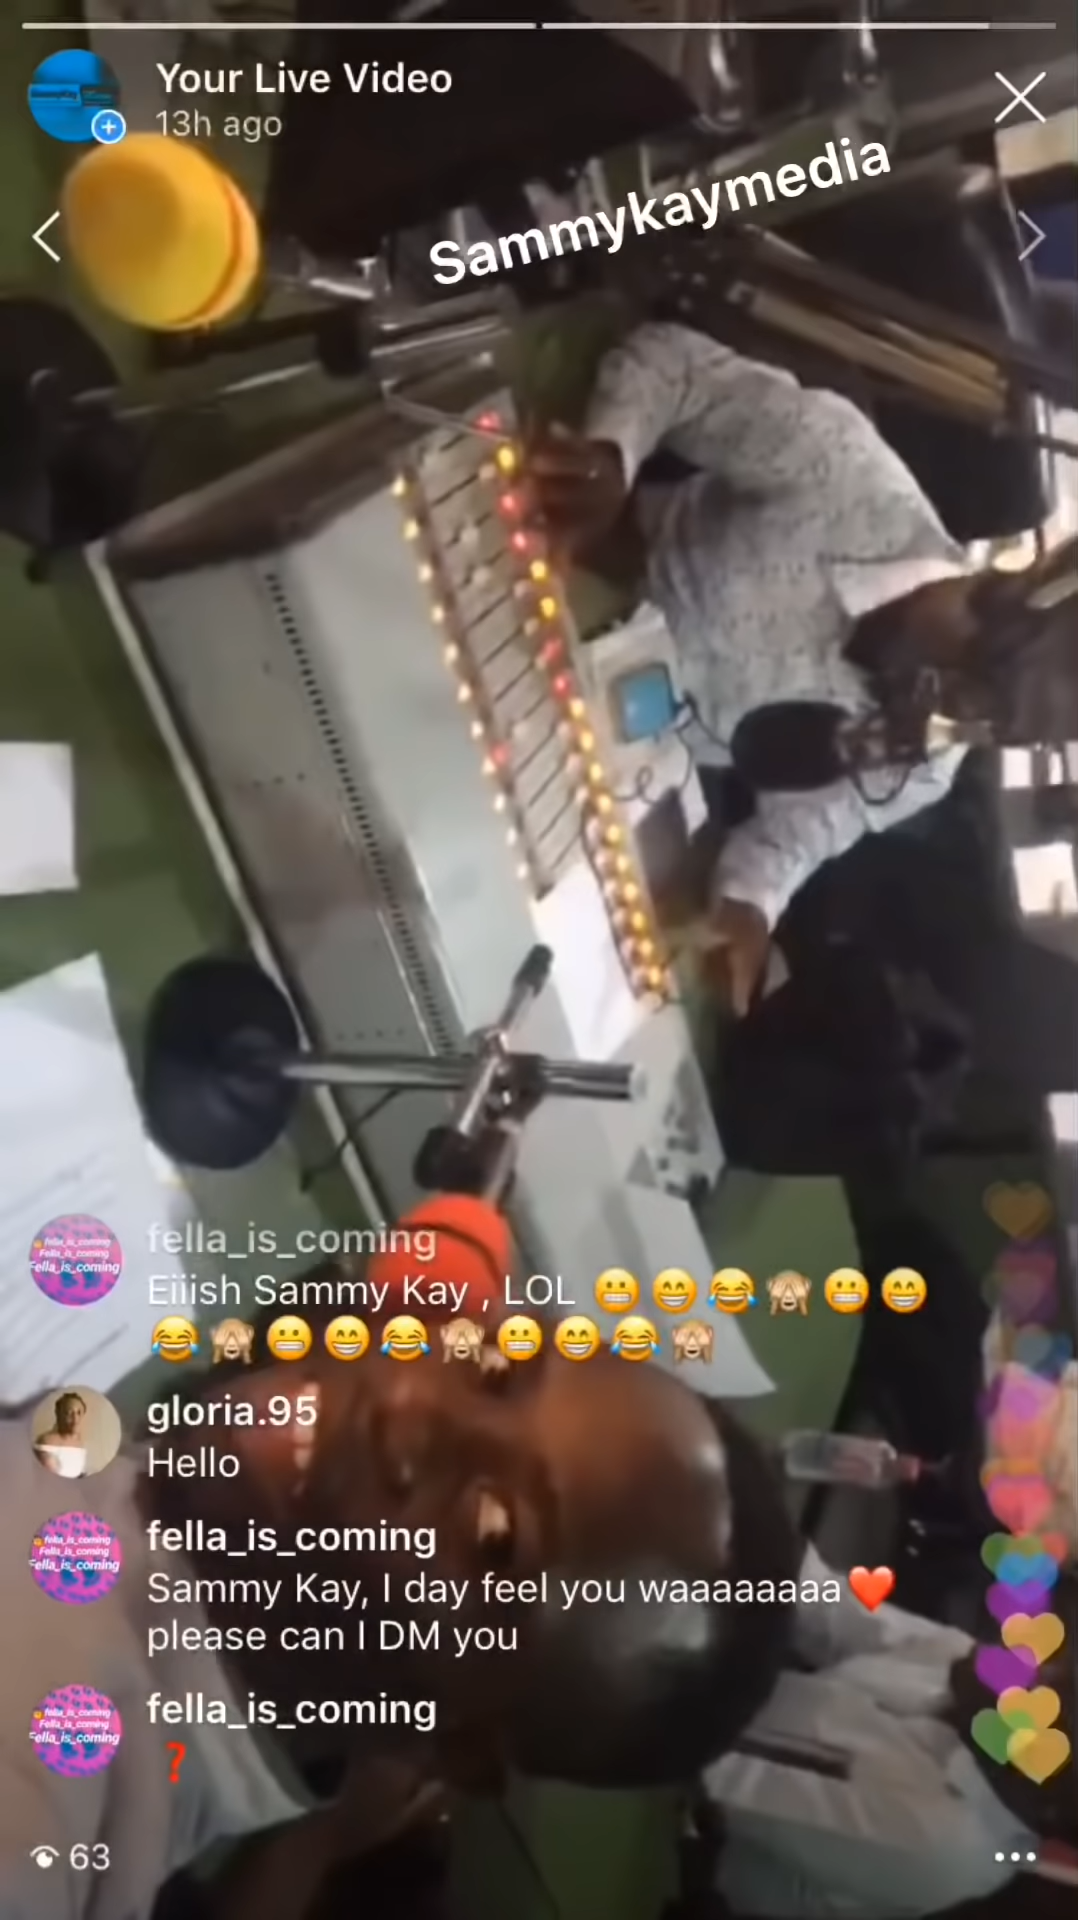 Your Live Video
13h ago
Sammykaymedia
fella_is_coming
Eiiish Sammy Kay , LOL 😬😁😂🙈😬😁
😂🙈😬😁😂🙈😬😁😂🙈
gloria.95
Hello
fella_is_coming
Sammy Kay, I day feel you waaaaaaaa❤️
please can I DM you
fella_is_coming
❓
63